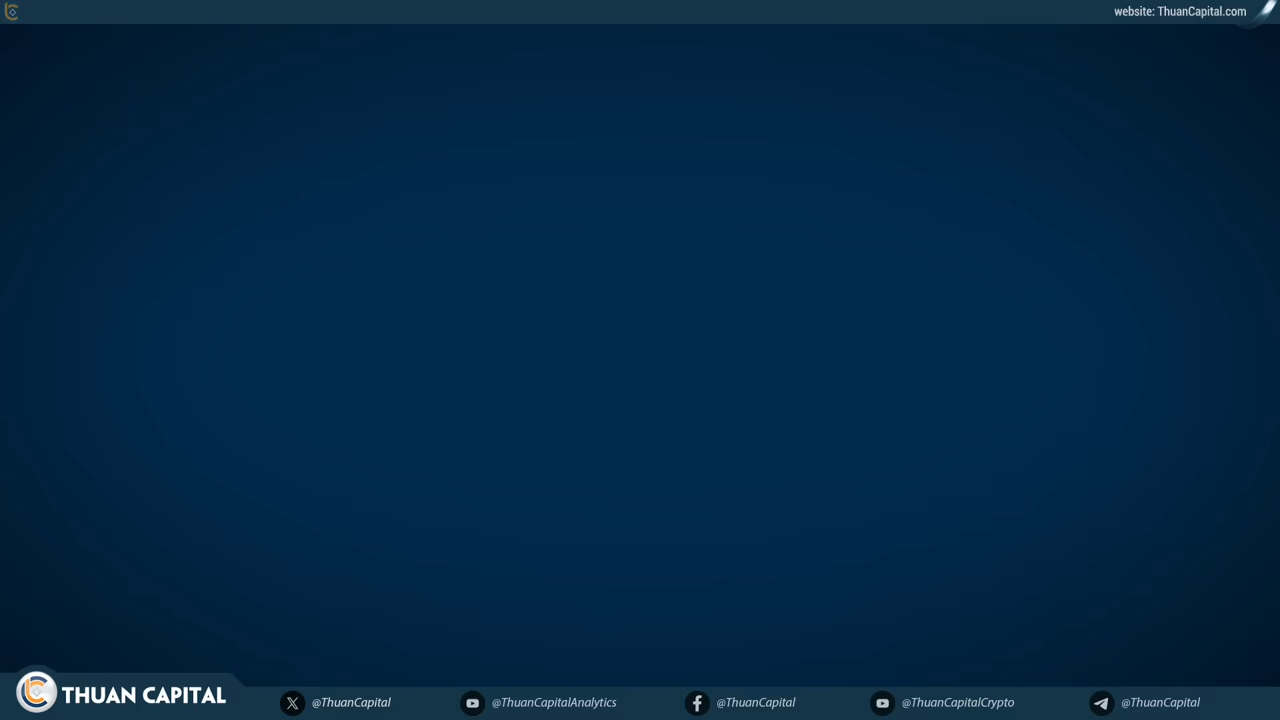 website: ThuanCapital.com
THUAN CAPITAL
@ThuanCapital
@ThuanCapitalAnalytics
@ThuanCapital
@ThuanCapitalCrypto
@ThuanCapital